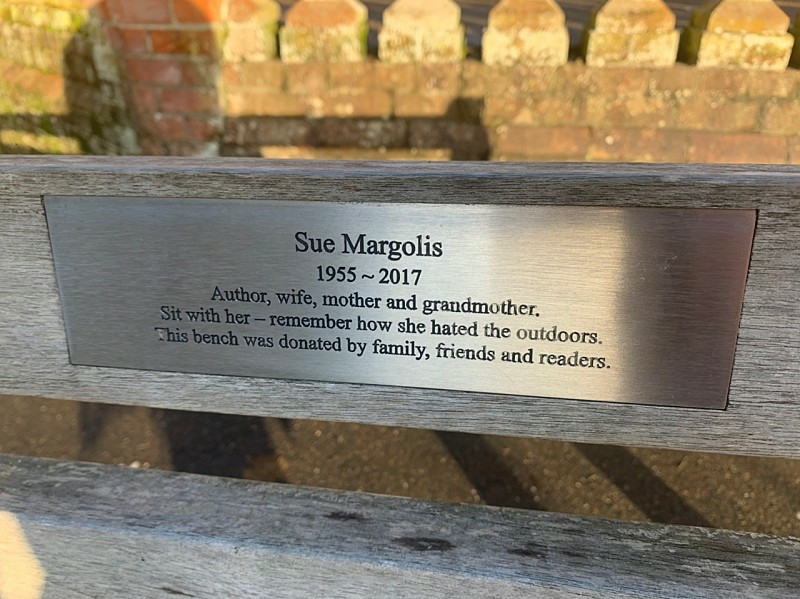 Sue Margolis
1955 ~ 2017
Author, wife, mother and grandmother.
Sit with her – remember how she hated the outdoors.
This bench was donated by family, friends and readers.